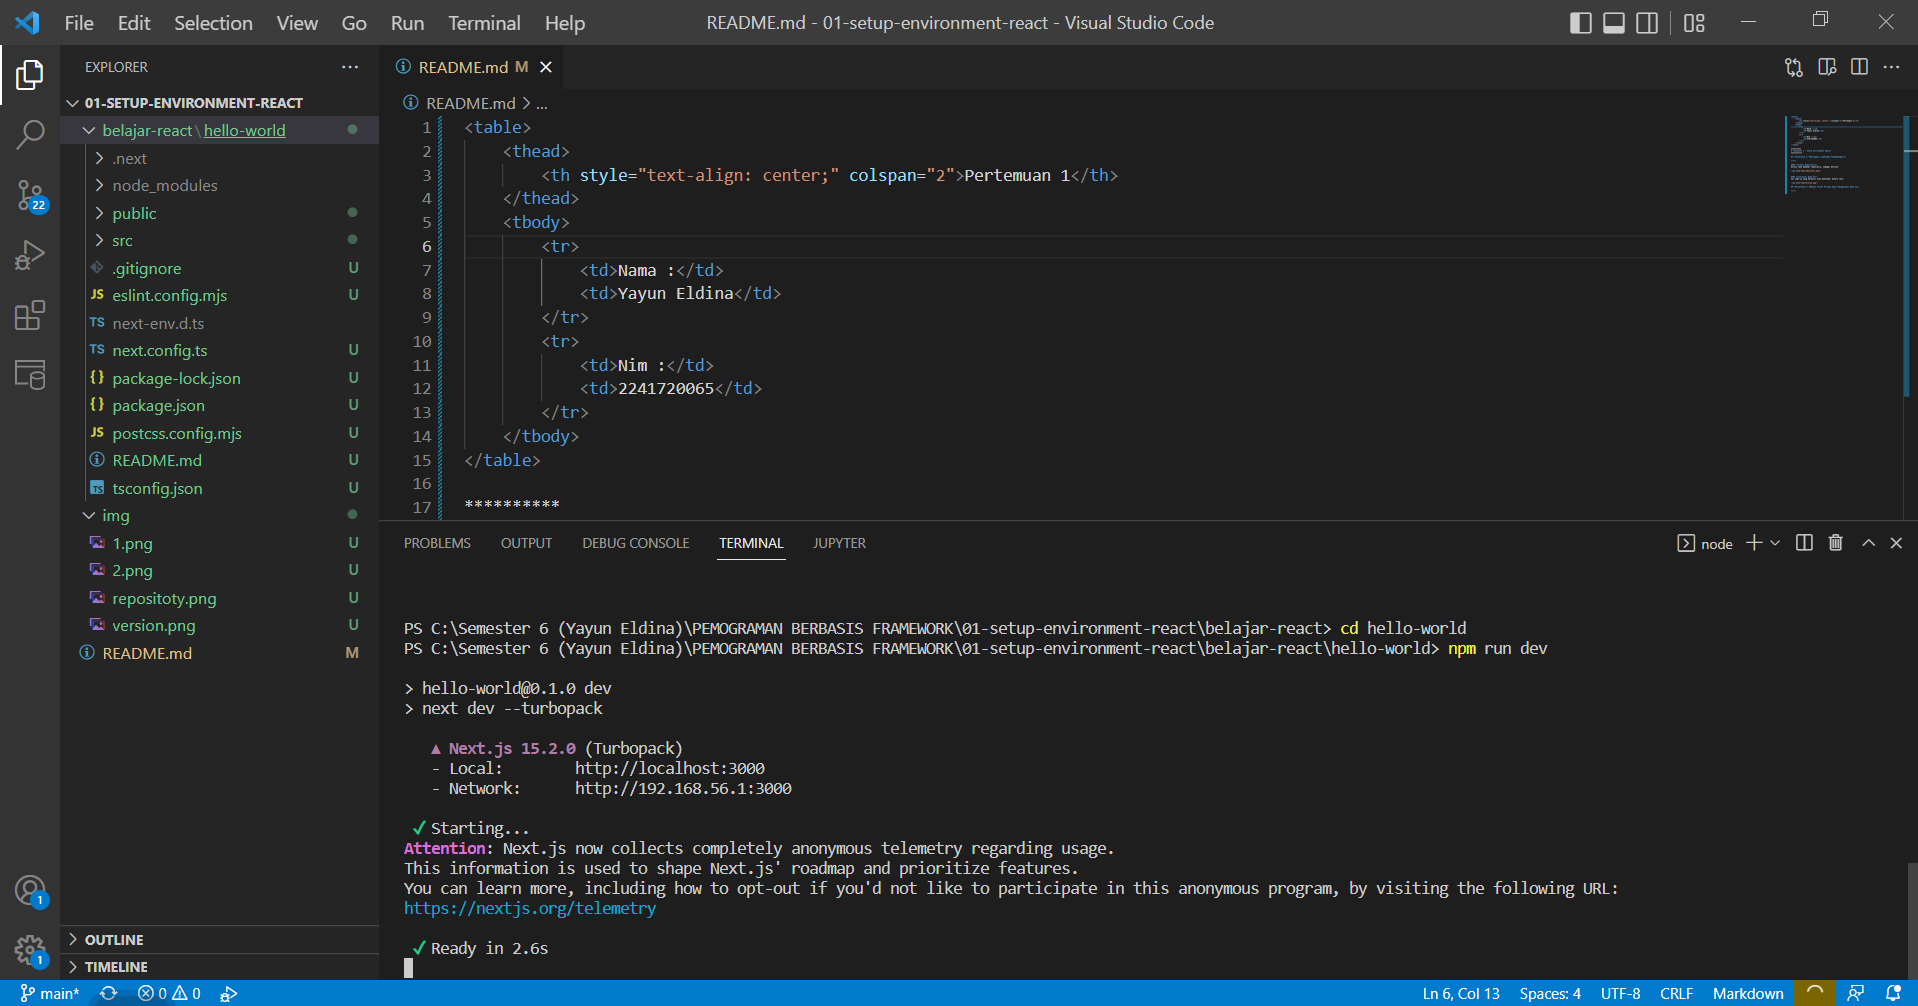 File Edit Selection View Go Run Terminal Help README.md - 01-setup-environment-react - Visual Studio Code
EXPLORER
01-SETUP-ENVIRONMENT-REACT
belajar-react\hello-world
.next
node_modules
public
src
.gitignore U
JS eslint.config.mjs U
TS next-env.d.ts
TS next.config.ts U
{} package-lock.json U
{} package.json U
JS postcss.config.mjs U
README.md U
TS tsconfig.json U
img
1.png U
2.png U
repositoty.png U
version.png U
README.md M
OUTLINE
TIMELINE
22
1
1
README.md M
README.md > ...
1 <table>
2 <thead>
3 <th style="text-align: center;" colspan="2">Pertemuan 1</th>
4 </thead>
5 <tbody>
6 <tr>
7 <td>Nama :</td>
8 <td>Yayun Eldina</td>
9 </tr>
10 <tr>
11 <td>Nim :</td>
12 <td>2241720065</td>
13 </tr>
14 </tbody>
15 </table>
16
17 **********
PROBLEMS OUTPUT DEBUG CONSOLE TERMINAL JUPYTER node
PS C:\Semester 6 (Yayun Eldina)\PEMOGRAMAN BERBASIS FRAMEWORK\01-setup-environment-react\belajar-react> cd hello-world
PS C:\Semester 6 (Yayun Eldina)\PEMOGRAMAN BERBASIS FRAMEWORK\01-setup-environment-react\belajar-react\hello-world> npm run dev
> hello-world@0.1.0 dev
> next dev --turbopack
▲ Next.js 15.2.0 (Turbopack)
- Local: http://localhost:3000
- Network: http://192.168.56.1:3000
✓ Starting...
Attention: Next.js now collects completely anonymous telemetry regarding usage.
This information is used to shape Next.js' roadmap and prioritize features.
You can learn more, including how to opt-out if you'd not like to participate in this anonymous program, by visiting the following URL:
https://nextjs.org/telemetry
✓ Ready in 2.6s
main* 0 0 Ln 6, Col 13 Spaces: 4 UTF-8 CRLF Markdown